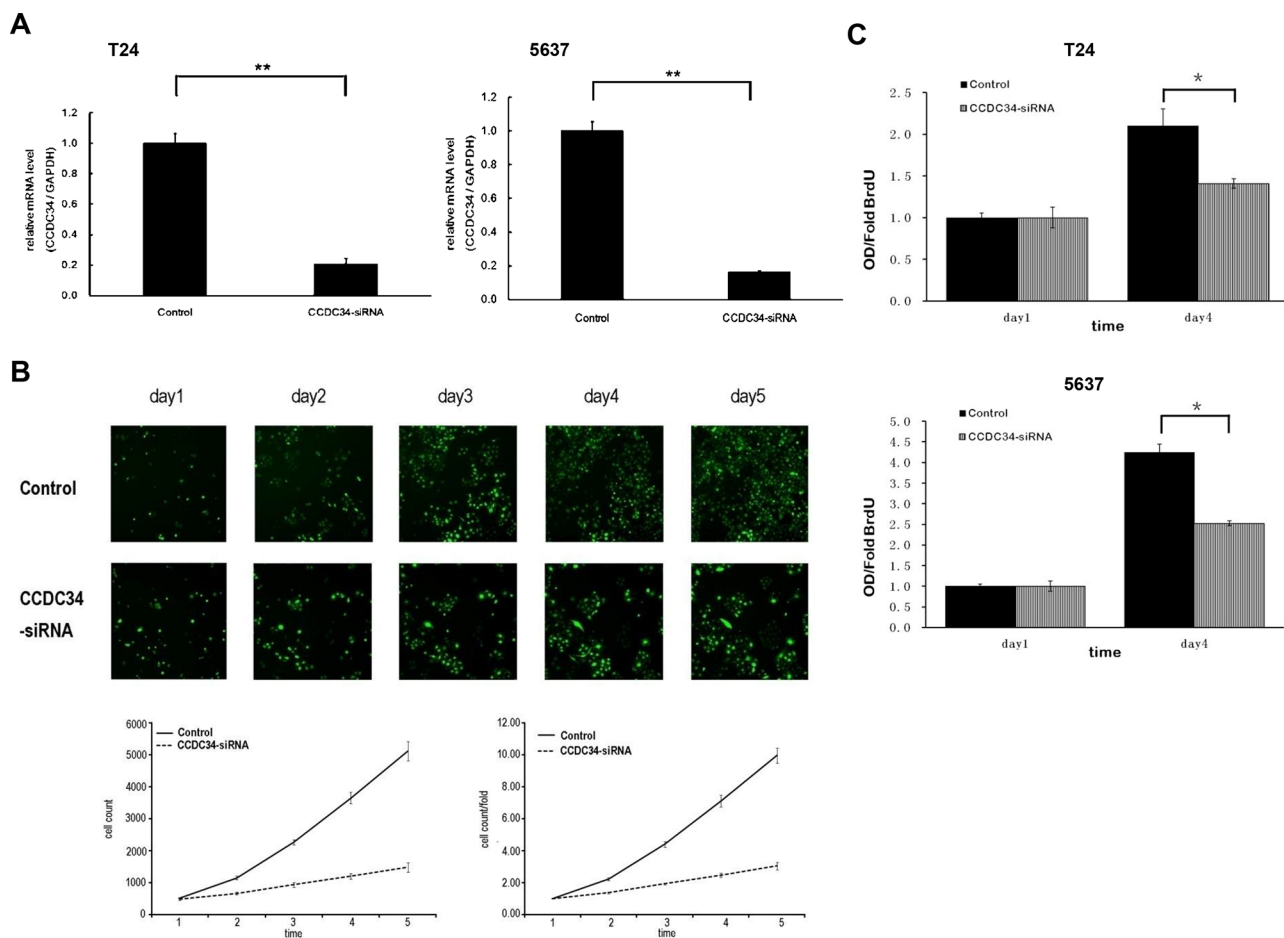 A
T24
**
relative mRNA level
(CCDC34 / GAPDH)
1.2
1.0
0.8
0.6
0.4
0.2
0.0
Control
CCDC34-siRNA
5637
**
relative mRNA level
(CCDC34 / GAPDH)
1.2
1.0
0.8
0.6
0.4
0.2
0.0
Control
CCDC34-siRNA
B
day1
day2
day3
day4
day5
Control
CCDC34
-siRNA
Control
CCDC34-siRNA
cell count
6000
5000
4000
3000
2000
1000
0
1
2
3
4
5
time
Control
CCDC34-siRNA
cell count/fold
12.00
10.00
8.00
6.00
4.00
2.00
0.00
1
2
3
4
5
time
C
T24
Control
CCDC34-siRNA
*
OD/Fold BrdU
2.5
2.0
1.5
1.0
0.5
0.0
day1
day4
time
5637
Control
CCDC34-siRNA
*
OD/Fold BrdU
5.0
4.5
4.0
3.5
3.0
2.5
2.0
1.5
1.0
0.5
0.0
day1
day4
time